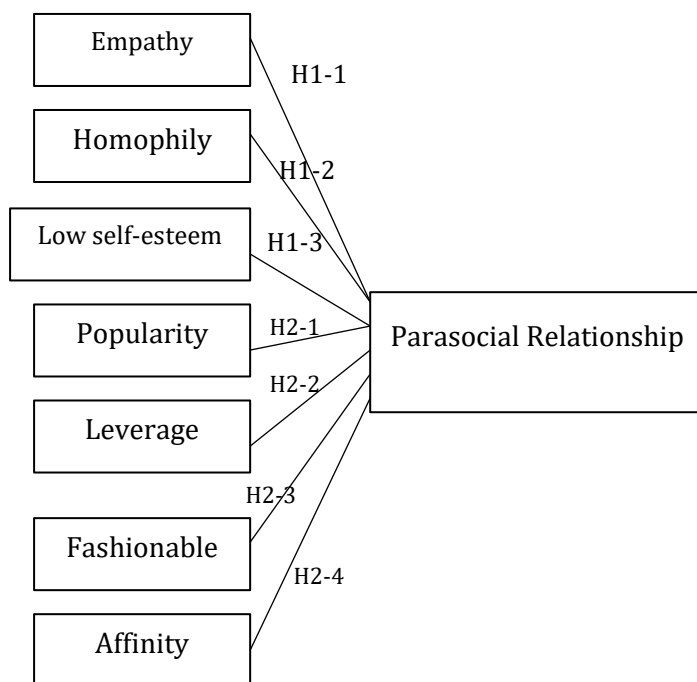 Empathy
H1-1
Homophily
H1-2
Low self-esteem
H1-3
Popularity
H2-1
Parasocial Relationship
H2-2
Leverage
H2-3
Fashionable
H2-4
Affinity